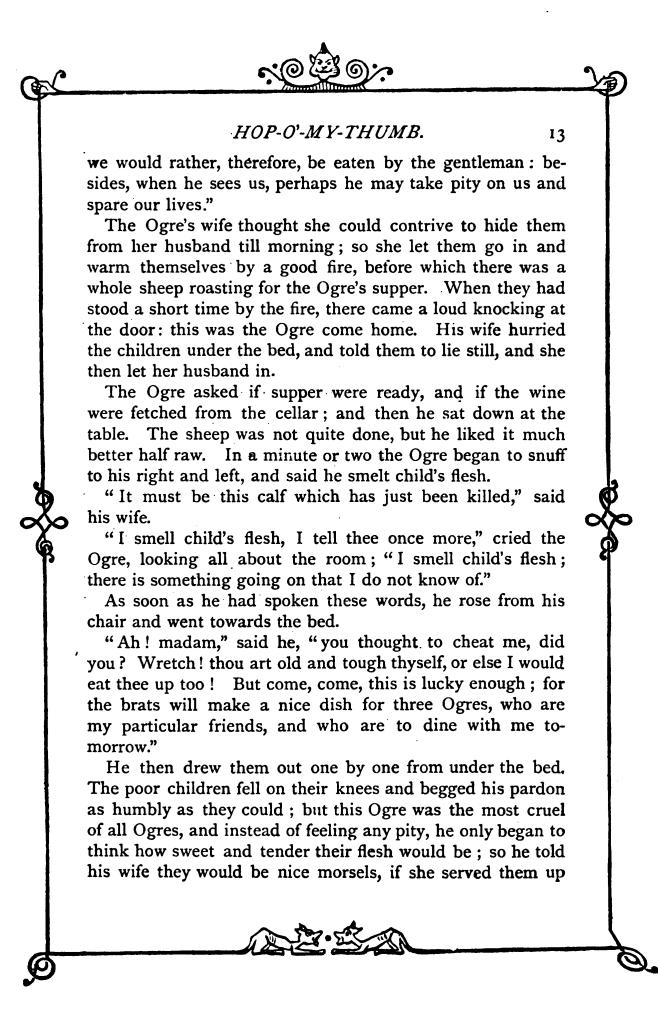 HOP-O'-MY-THUMB. 13
we would rather, therefore, be eaten by the gentleman : be-
sides, when he sees us, perhaps he may take pity on us and
spare our lives.”
The Ogre's wife thought she could contrive to hide them
from her husband till morning ; so she let them go in and
warm themselves by a good fire, before which there was a
whole sheep roasting for the Ogre's supper. When they had
stood a short time by the fire, there came a loud knocking at
the door: this was the Ogre come home. His wife hurried
the children under the bed, and told them to lie still, and she
then let her husband in.
The Ogre asked if supper were ready, and if the wine
were fetched from the cellar ; and then he sat down at the
table. The sheep was not quite done, but he liked it much
better half raw. In a minute or two the Ogre began to snuff
to his right and left, and said he smelt child's flesh.
“ It must be this calf which has just been killed,” said
his wife.
“ I smell child's flesh, I tell thee once more,” cried the
Ogre, looking all about the room ; “ I smell child's flesh ;
there is something going on that I do not know of.”
As soon as he had spoken these words, he rose from his
chair and went towards the bed.
“ Ah ! madam,” said he, “ you thought to cheat me, did
you ? Wretch ! thou art old and tough thyself, or else I would
eat thee up too ! But come, come, this is lucky enough ; for
the brats will make a nice dish for three Ogres, who are
my particular friends, and who are to dine with me to-
morrow.”
He then drew them out one by one from under the bed.
The poor children fell on their knees and begged his pardon
as humbly as they could ; but this Ogre was the most cruel
of all Ogres, and instead of feeling any pity, he only began to
think how sweet and tender their flesh would be ; so he told
his wife they would be nice morsels, if she served them up